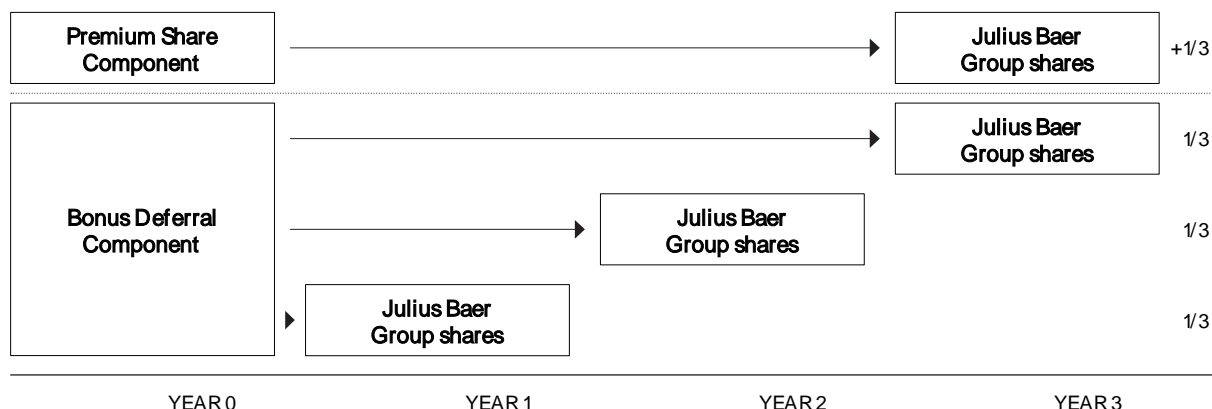 Premium Share
Component
Julius Baer
Group shares
+1/3
Julius Baer
Group shares
1/3
Bonus Deferral
Component
Julius Baer
Group shares
1/3
Julius Baer
Group shares
1/3
YEAR 0
YEAR 1
YEAR 2
YEAR 3